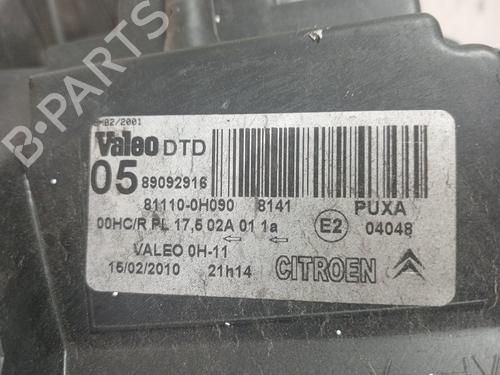 B-PARTS
M82/2001
Valeo DTD
05 89092916
81110-0H090 8141 PUXA
00HC/R PL 17,5 02A 01 1a E2 04048
VALEO 0H-11
15/02/2010 21h14 CITROEN